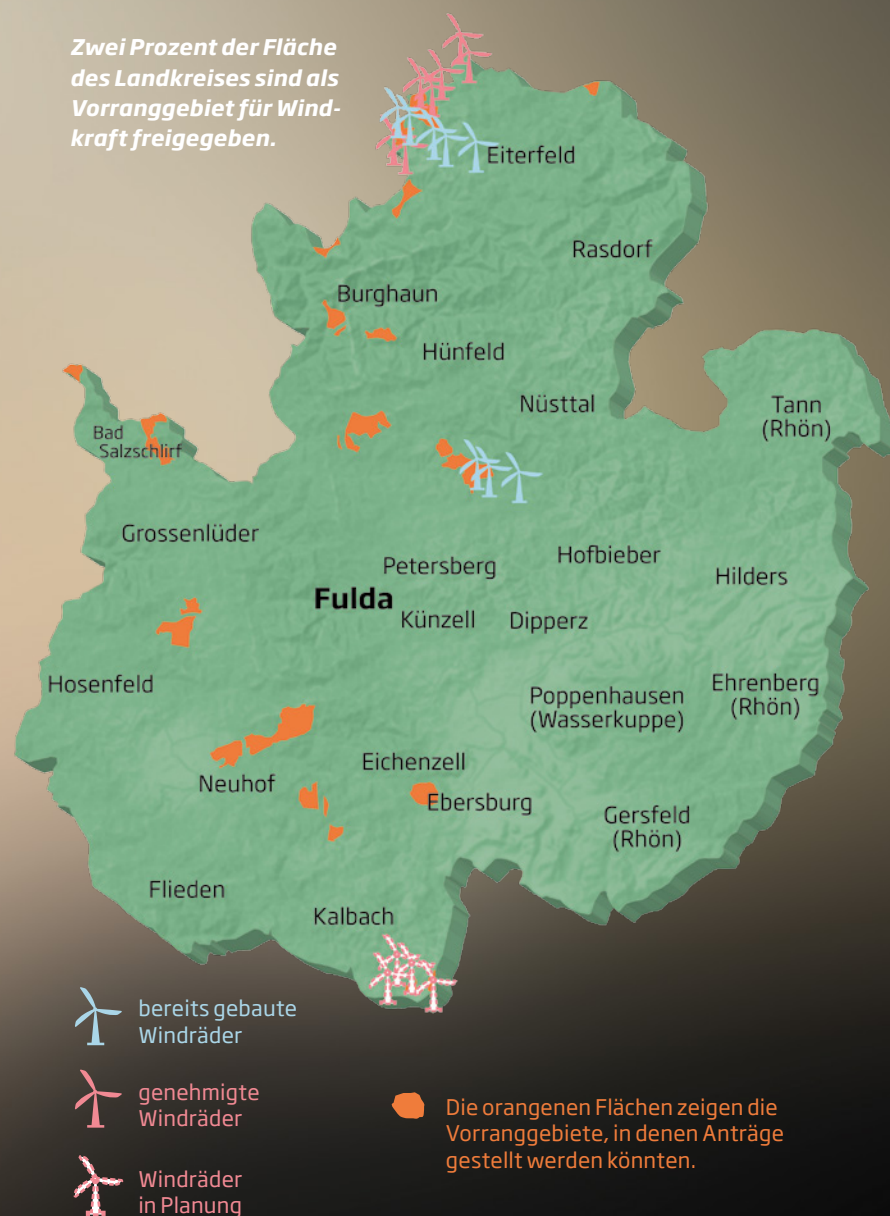 Zwei Prozent der Fläche
des Landkreises sind als
Vorranggebiet für Wind-
kraft freigegeben.
Eiterfeld
Rasdorf
Burghaun
Hünfeld
Nüsttal
Tann
(Rhön)
Bad
Salzschlirf
Grossenlüder
Petersberg
Hofbieber
Hilders
Fulda
Künzell
Dipperz
Hosenfeld
Poppenhausen
(Wasserkuppe)
Ehrenberg
(Rhön)
Eichenzell
Neuhof
Ebersburg
Gersfeld
(Rhön)
Flieden
Kalbach
bereits gebaute
Windräder
genehmigte
Windräder
Windräder
in Planung
Die orangenen Flächen zeigen die
Vorranggebiete, in denen Anträge
gestellt werden könnten.